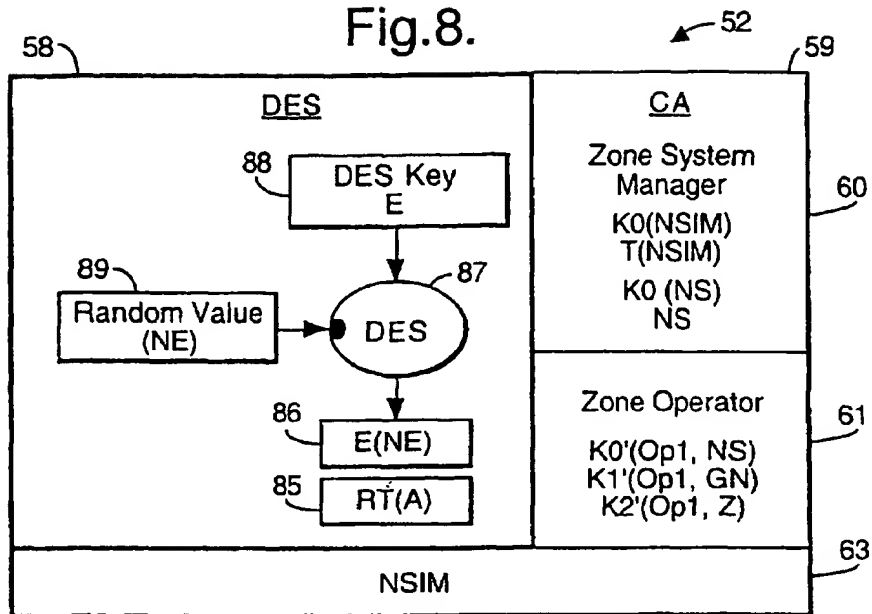 Fig.8.
52
58
59
DES
88
DES Key
E
89
Random Value
(NE)
87
DES
86
E(NE)
85
RT(A)
CA
Zone System
Manager
60
K0(NSIM)
T(NSIM)
K0 (NS)
NS
Zone Operator
61
K0'(Op1, NS)
K1'(Op1, GN)
K2'(Op1, Z)
63
NSIM